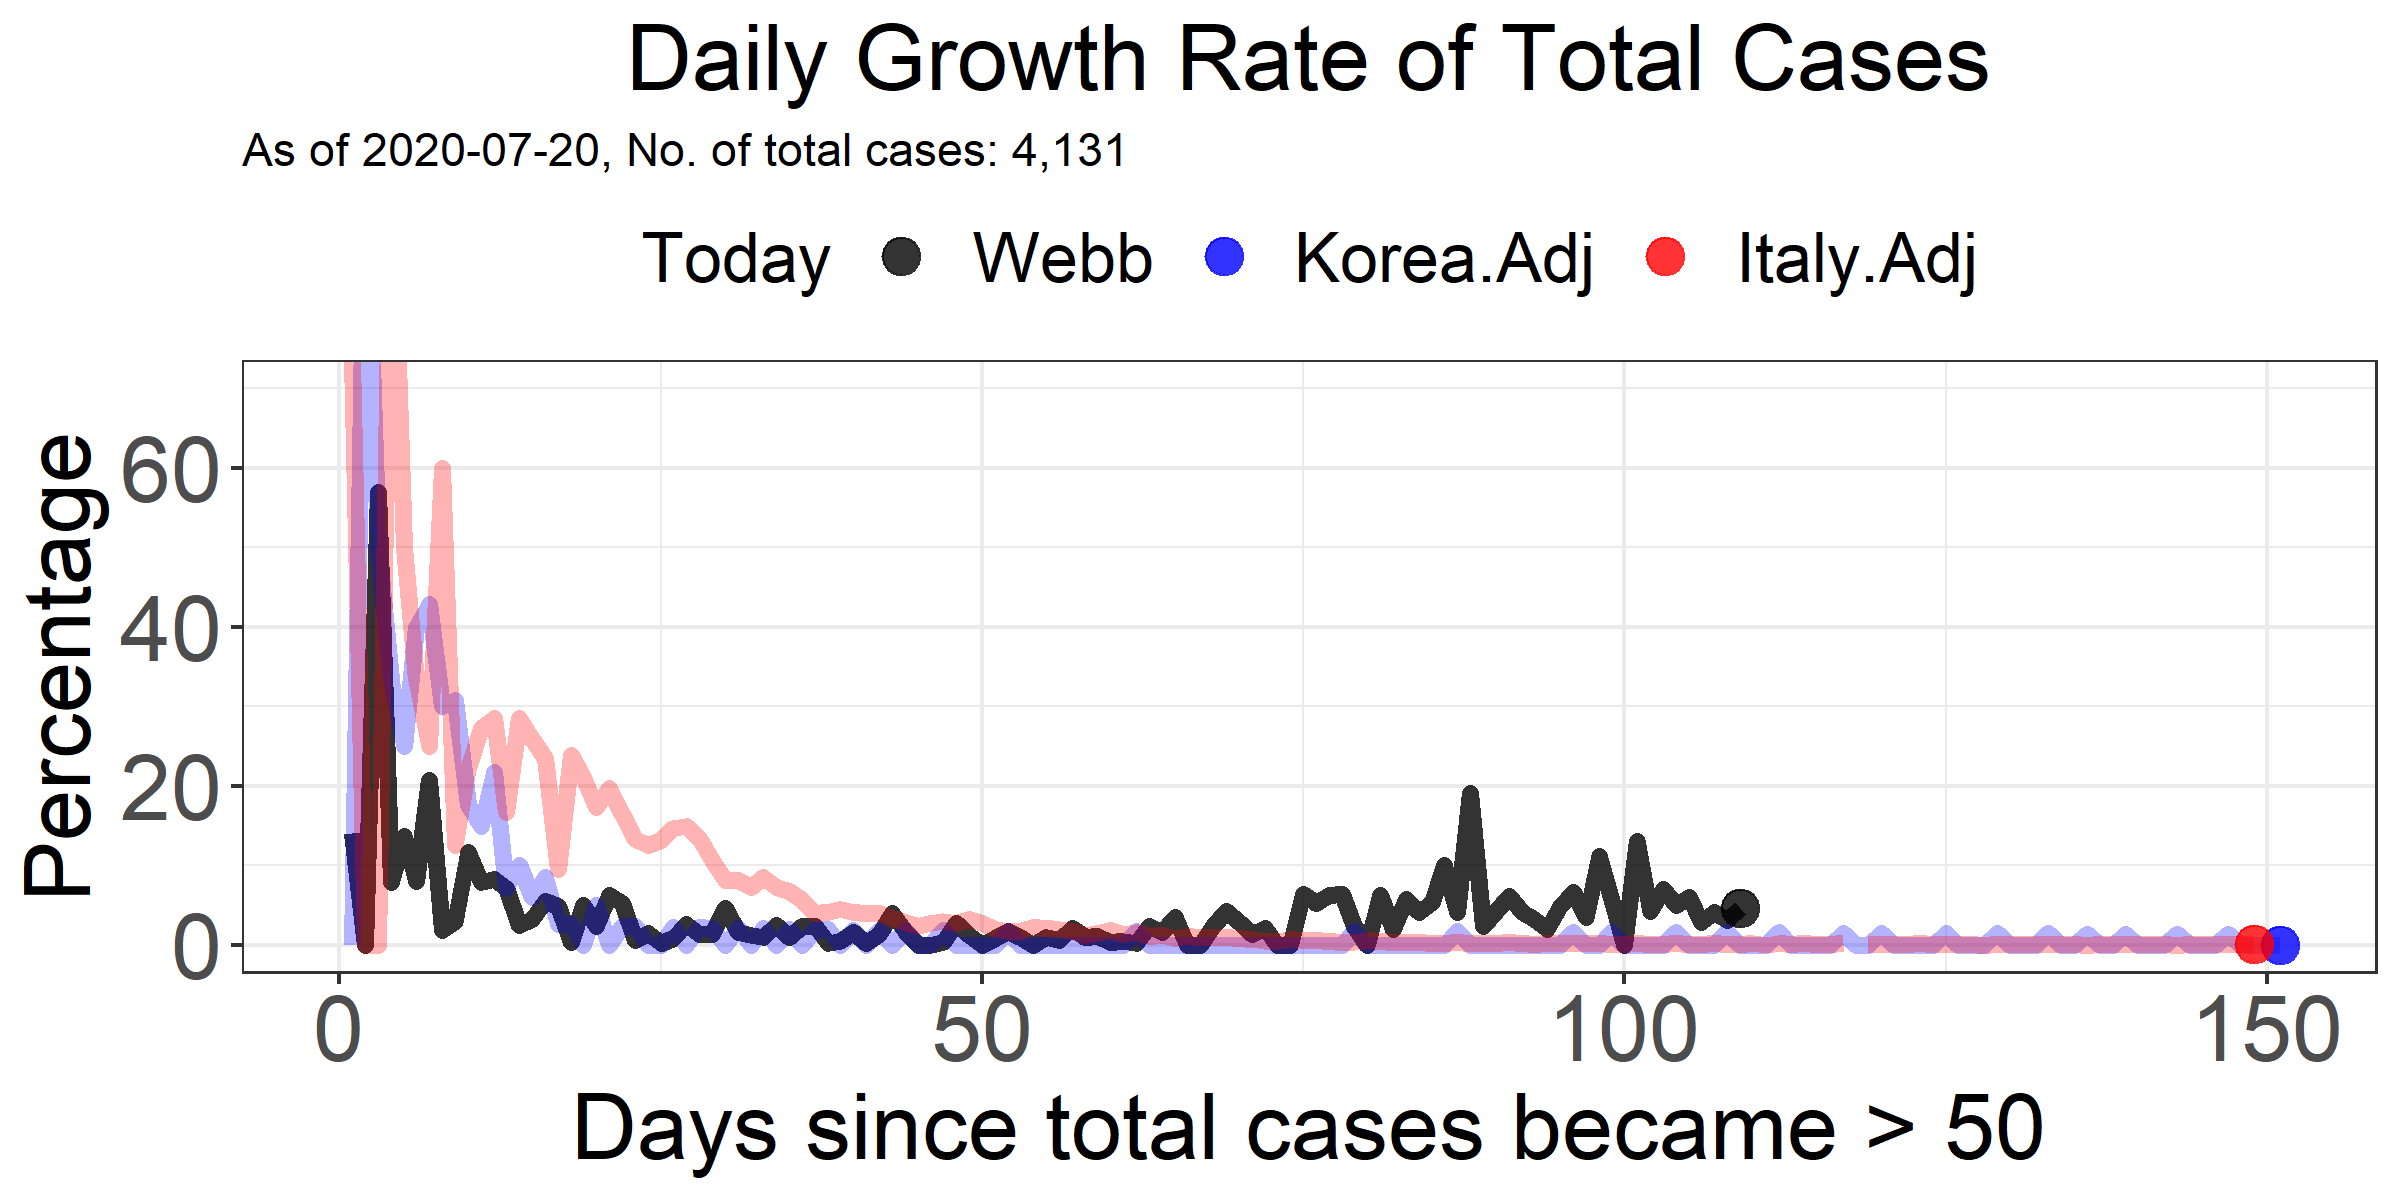 Daily Growth Rate of Total Cases
As of 2020-07-20, No. of total cases: 4,131
Today Webb Korea.Adj Italy.Adj
Percentage
60
40
20
0
0 50 100 150
Days since total cases became > 50